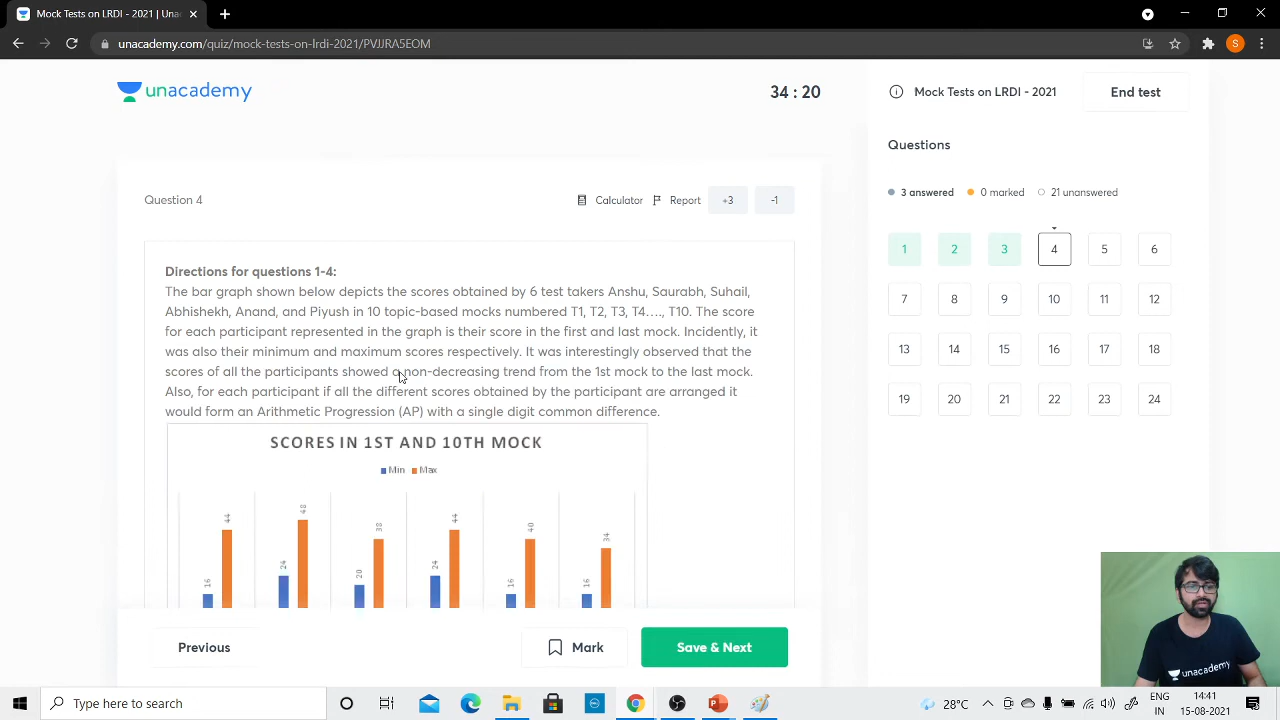 Mock Tests on LRDI - 2021 | Una
unacademy.com/quiz/mock-tests-on-lrdi-2021/PVJJRA5EOM
S
unacademy
34 : 20
Mock Tests on LRDI - 2021
End test
Question 4
Calculator
Report
+3
-1
Directions for questions 1-4:
The bar graph shown below depicts the scores obtained by 6 test takers Anshu, Saurabh, Suhail,
Abhishekh, Anand, and Piyush in 10 topic-based mocks numbered T1, T2, T3, T4…., T10. The score
for each participant represented in the graph is their score in the first and last mock. Incidently, it
was also their minimum and maximum scores respectively. It was interestingly observed that the
scores of all the participants showed a non-decreasing trend from the 1st mock to the last mock.
Also, for each participant if all the different scores obtained by the participant are arranged it
would form an Arithmetic Progression (AP) with a single digit common difference.
SCORES IN 1ST AND 10TH MOCK
Min Max
16 44 24 48 20 38 24 44 16 40 16 34
Previous
Mark
Save & Next
Questions
3 answered
0 marked
21 unanswered
1 2 3 4 5 6
7 8 9 10 11 12
13 14 15 16 17 18
19 20 21 22 23 24
unacademy
Type here to search
28°C
ENG
IN
14:41
15-08-2021